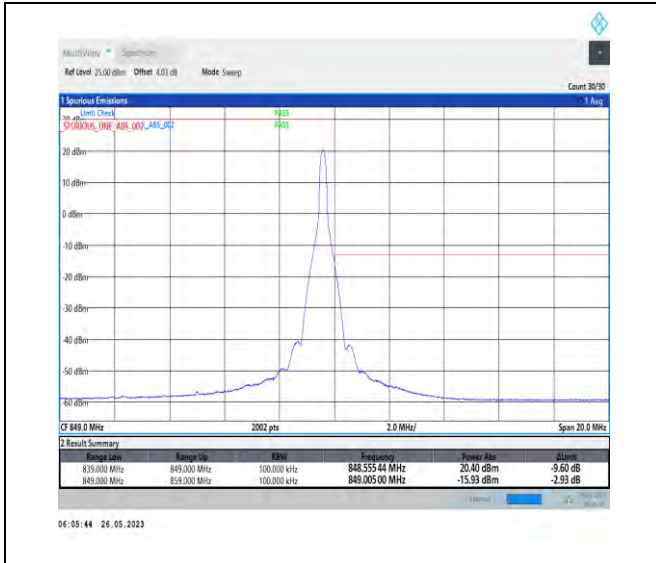 MultiView Spectrum
Ref Level 25.00 dBm Offset 4.03 dB Mode Sweep
Count 30/30
1 Spurious Emissions 1 Avg
Limit Check PASS
_SPURIOUS_LINE_ABS_002_ABS_002 PASS
20 dBm
10 dBm
0 dBm
-10 dBm
-20 dBm
-30 dBm
-40 dBm
-50 dBm
-60 dBm
CF 849.0 MHz 2002 pts 2.0 MHz/ Span 20.0 MHz
2 Result Summary
Range Low Range Up RBW Frequency Power Abs ΔLimit
839.000 MHz 849.000 MHz 100.000 kHz 848.555 44 MHz 20.40 dBm -9.60 dB
849.000 MHz 859.000 MHz 100.000 kHz 849.005 00 MHz -15.93 dBm -2.93 dB
06:05:44 26.05.2023